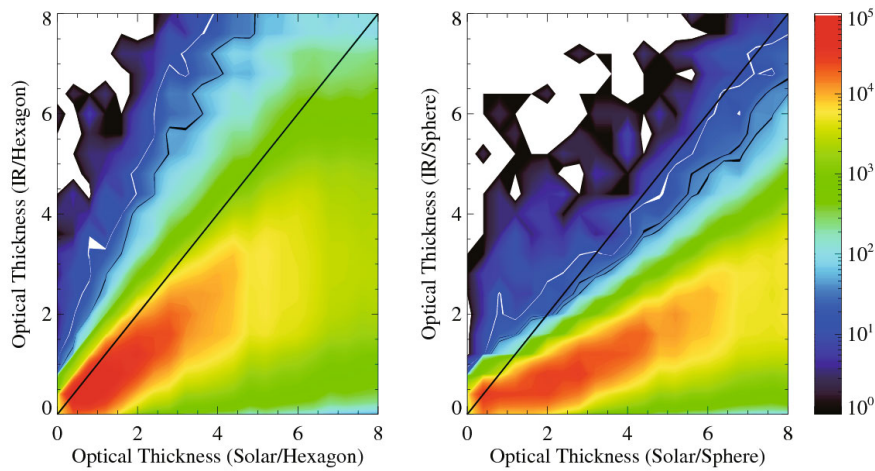 8
6
4
2
0
Optical Thickness (IR/Hexagon)
0 2 4 6 8
Optical Thickness (Solar/Hexagon)
8
6
4
2
0
Optical Thickness (IR/Sphere)
0 2 4 6 8
Optical Thickness (Solar/Sphere)
10^5
10^4
10^3
10^2
10^1
10^0